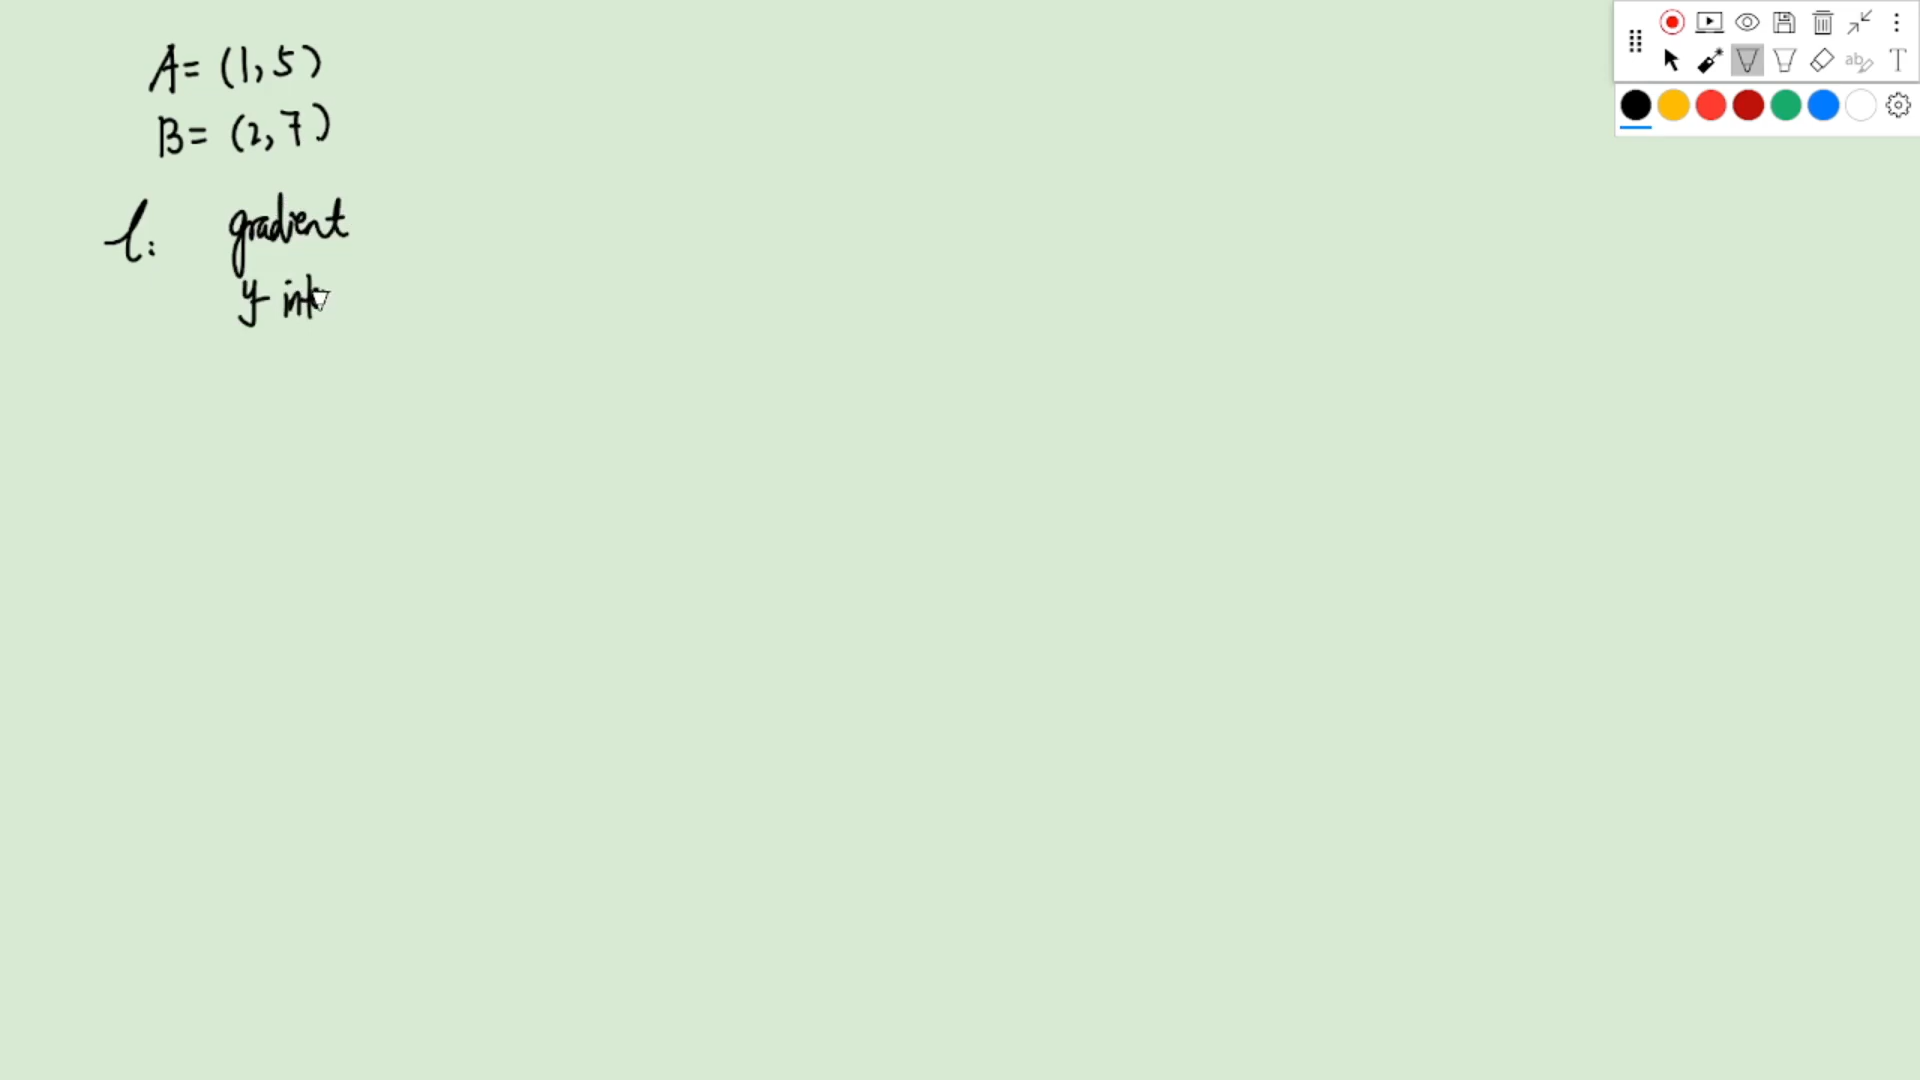 A= (1,5)
B= (2,7)
l: gradient
y int